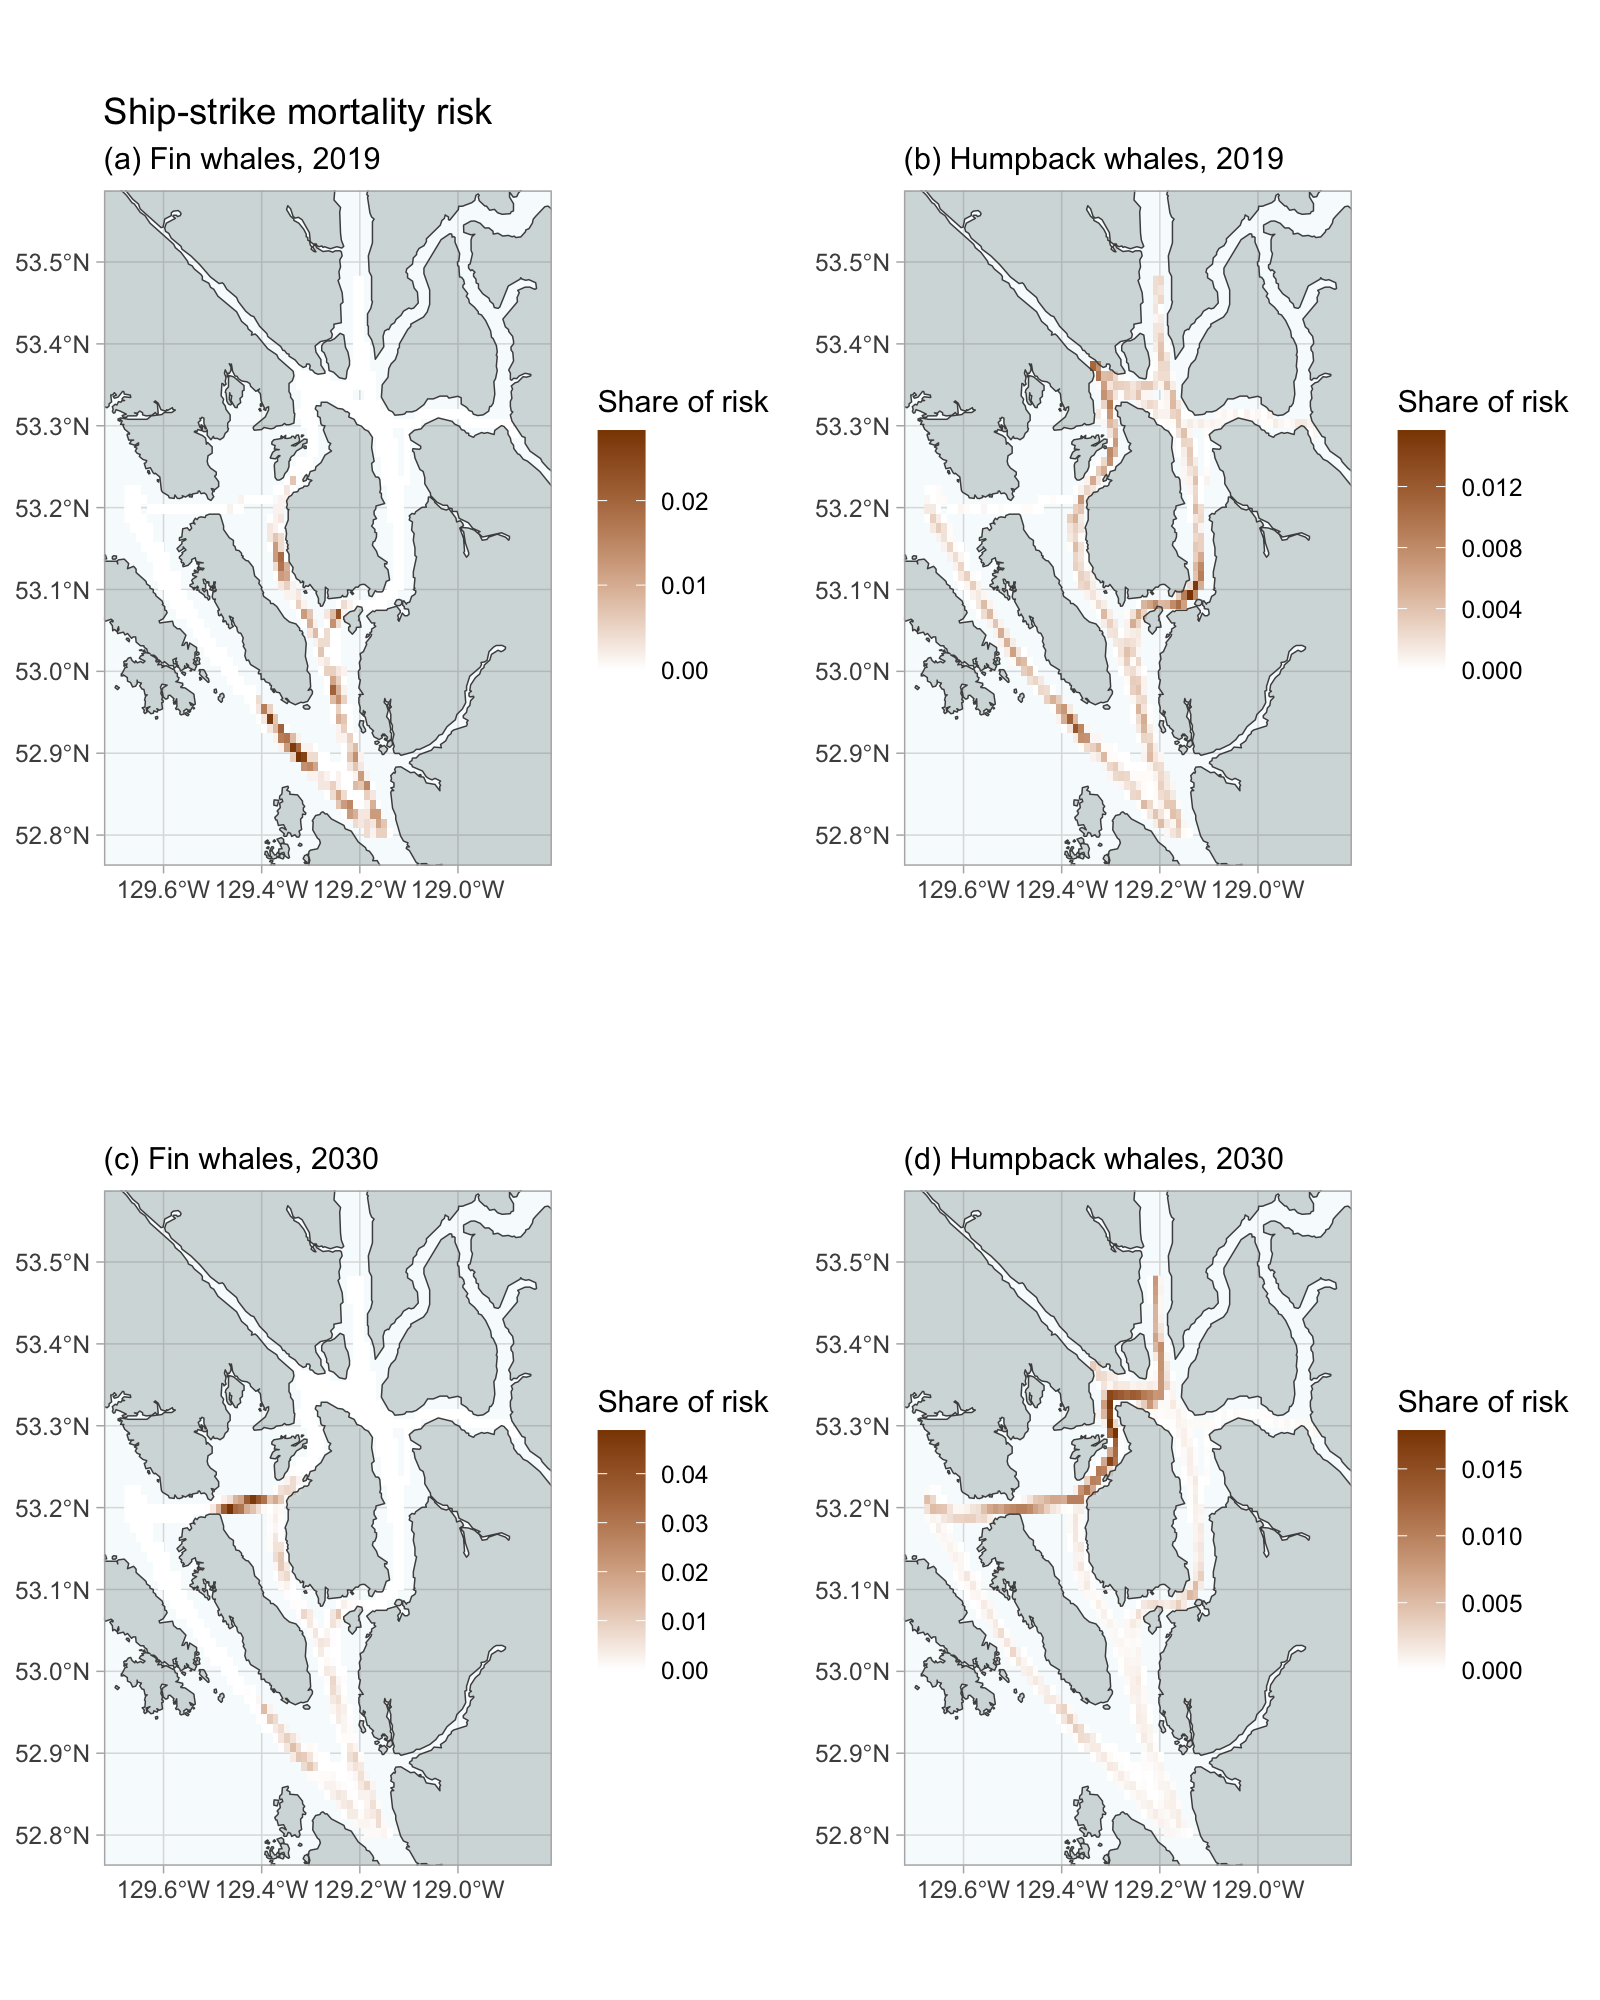 Ship-strike mortality risk
(a) Fin whales, 2019
53.5°N
53.4°N
53.3°N
53.2°N
53.1°N
53.0°N
52.9°N
52.8°N
129.6°W 129.4°W 129.2°W 129.0°W
Share of risk
0.02
0.01
0.00
(b) Humpback whales, 2019
53.5°N
53.4°N
53.3°N
53.2°N
53.1°N
53.0°N
52.9°N
52.8°N
129.6°W 129.4°W 129.2°W 129.0°W
Share of risk
0.012
0.008
0.004
0.000
(c) Fin whales, 2030
53.5°N
53.4°N
53.3°N
53.2°N
53.1°N
53.0°N
52.9°N
52.8°N
129.6°W 129.4°W 129.2°W 129.0°W
Share of risk
0.04
0.03
0.02
0.01
0.00
(d) Humpback whales, 2030
53.5°N
53.4°N
53.3°N
53.2°N
53.1°N
53.0°N
52.9°N
52.8°N
129.6°W 129.4°W 129.2°W 129.0°W
Share of risk
0.015
0.010
0.005
0.000